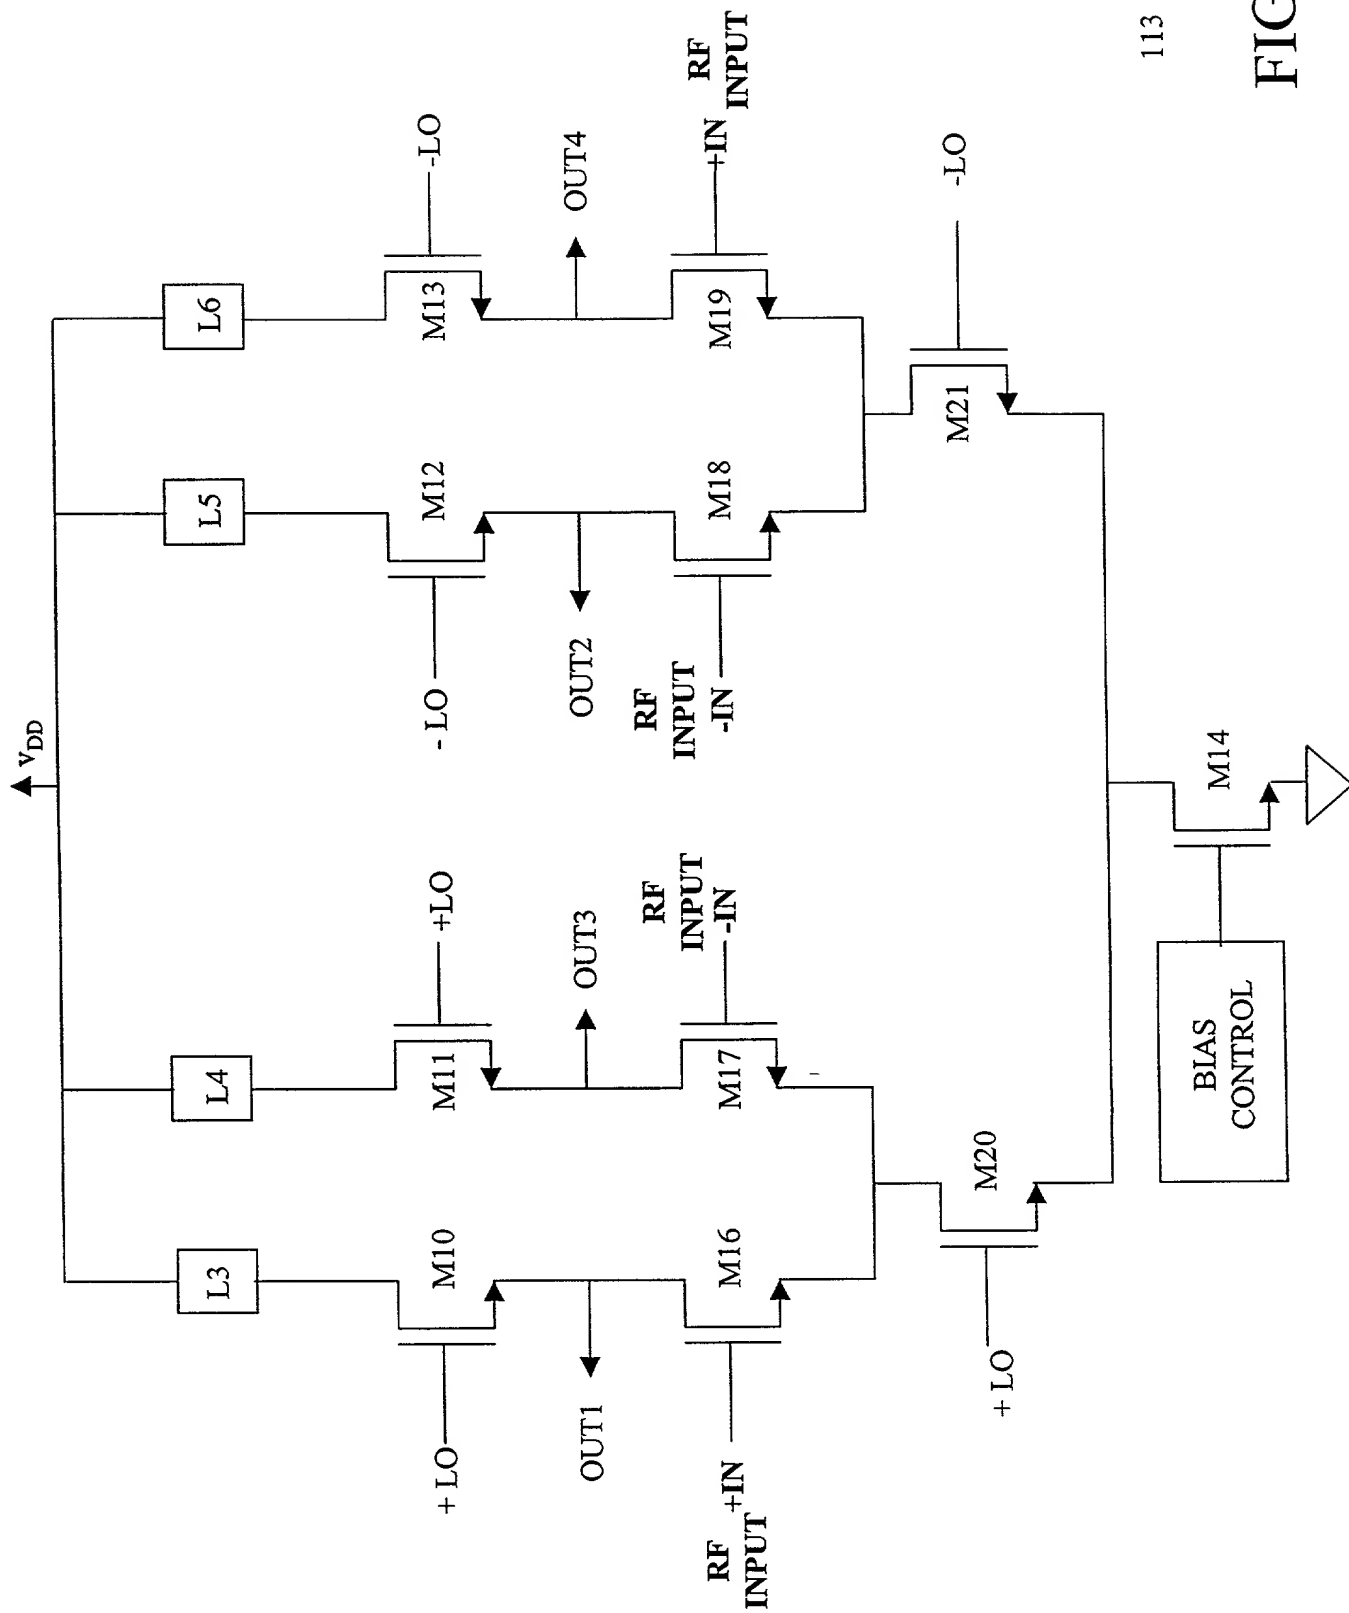 VDD
L3
L4
L5
L6
+ LO
M10
M11
+LO
- LO
M12
M13
-LO
OUT1
OUT3
OUT2
OUT4
RF
INPUT
+IN
M16
M17
RF
INPUT
-IN
RF
INPUT
-IN
M18
M19
+IN
RF
INPUT
+ LO
M20
M21
-LO
BIAS
CONTROL
M14
113
FIG